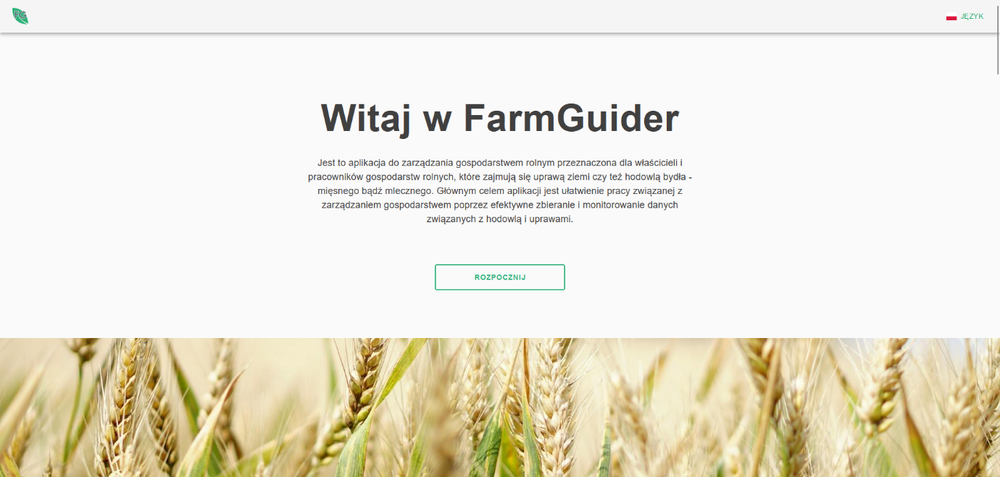 FG
JĘZYK
Witaj w FarmGuider
Jest to aplikacja do zarządzania gospodarstwem rolnym przeznaczona dla właścicieli i
pracowników gospodarstw rolnych, które zajmują się uprawą ziemi czy też hodowlą bydła -
mięsnego bądź mlecznego. Głównym celem aplikacji jest ułatwienie pracy związanej z
zarządzaniem gospodarstwem poprzez efektywne zbieranie i monitorowanie danych
związanych z hodowlą i uprawami.
ROZPOCZNIJ